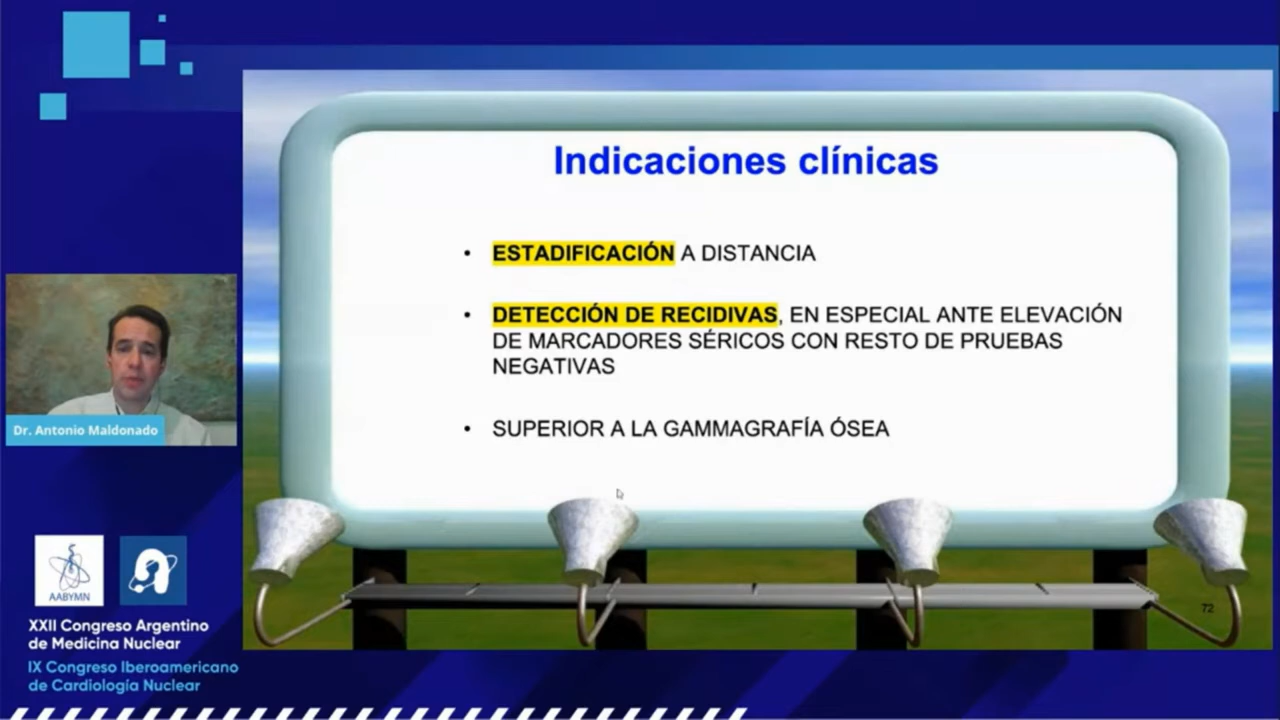 Indicaciones clínicas
• ESTADIFICACIÓN A DISTANCIA
• DETECCIÓN DE RECIDIVAS, EN ESPECIAL ANTE ELEVACIÓN
DE MARCADORES SÉRICOS CON RESTO DE PRUEBAS
NEGATIVAS
• SUPERIOR A LA GAMMAGRAFÍA ÓSEA
72
Dr. Antonio Maldonado
AABYMN
XXII Congreso Argentino
de Medicina Nuclear
IX Congreso Iberoamericano
de Cardiología Nuclear